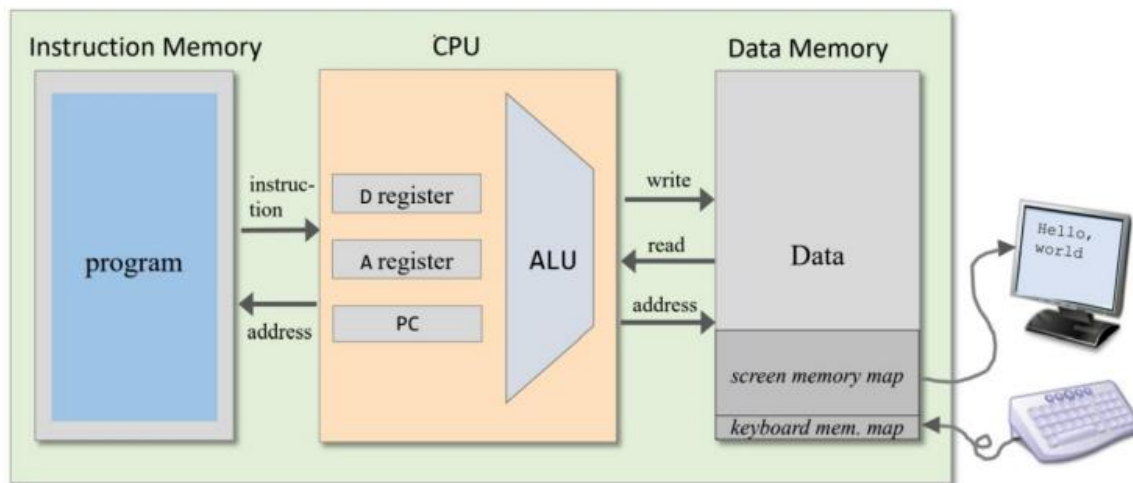 Instruction Memory
CPU
Data Memory
program
instruc-
tion
address
D register
A register
PC
ALU
write
read
address
Data
screen memory map
keyboard mem. map
Hello,
world